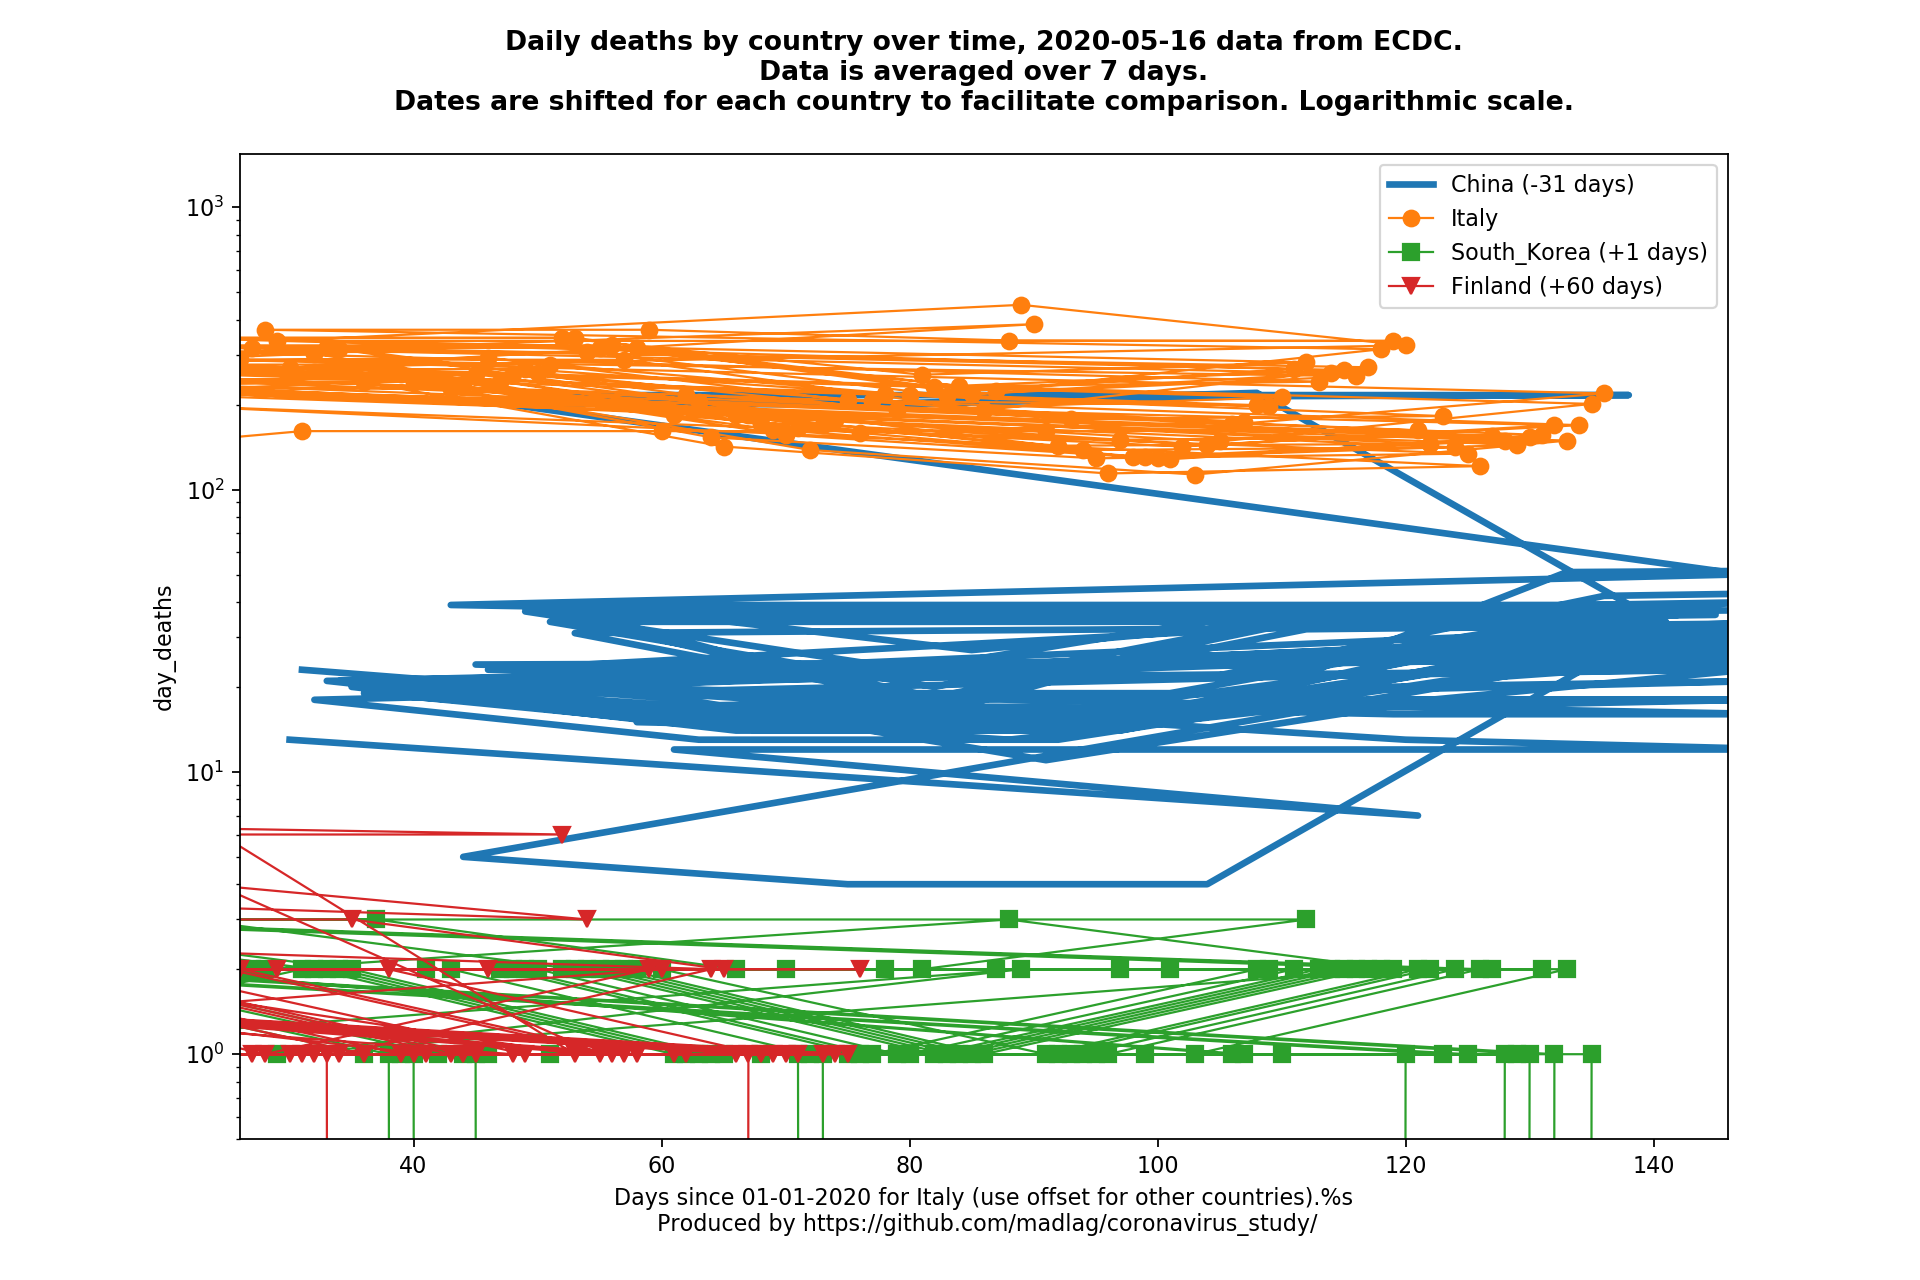 Daily deaths by country over time, 2020-05-16 data from ECDC.
Data is averaged over 7 days.
Dates are shifted for each country to facilitate comparison. Logarithmic scale.
China (-31 days)
Italy
South_Korea (+1 days)
Finland (+60 days)
10³
10²
10¹
10⁰
day_deaths
40 60 80 100 120 140
Days since 01-01-2020 for Italy (use offset for other countries).%s
Produced by https://github.com/madlag/coronavirus_study/